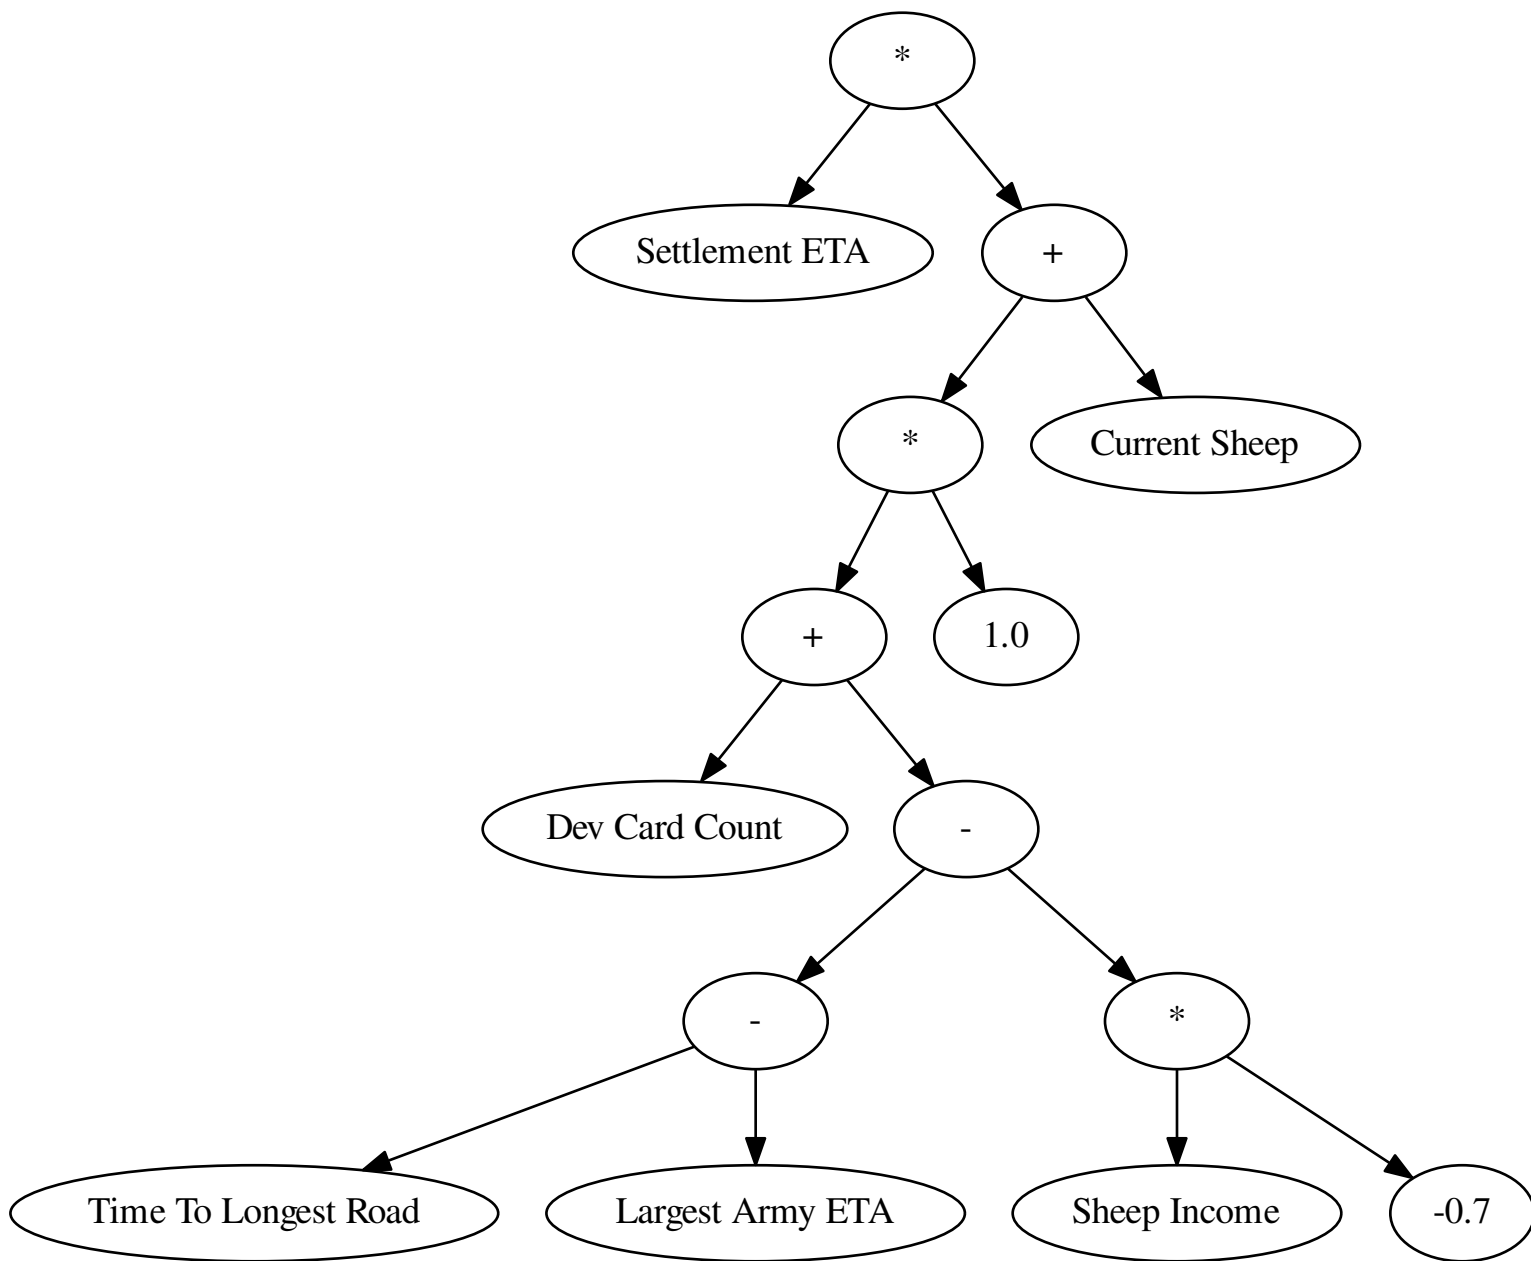 *
Settlement ETA
+
*
Current Sheep
+
1.0
Dev Card Count
-
-
*
Time To Longest Road
Largest Army ETA
Sheep Income
-0.7